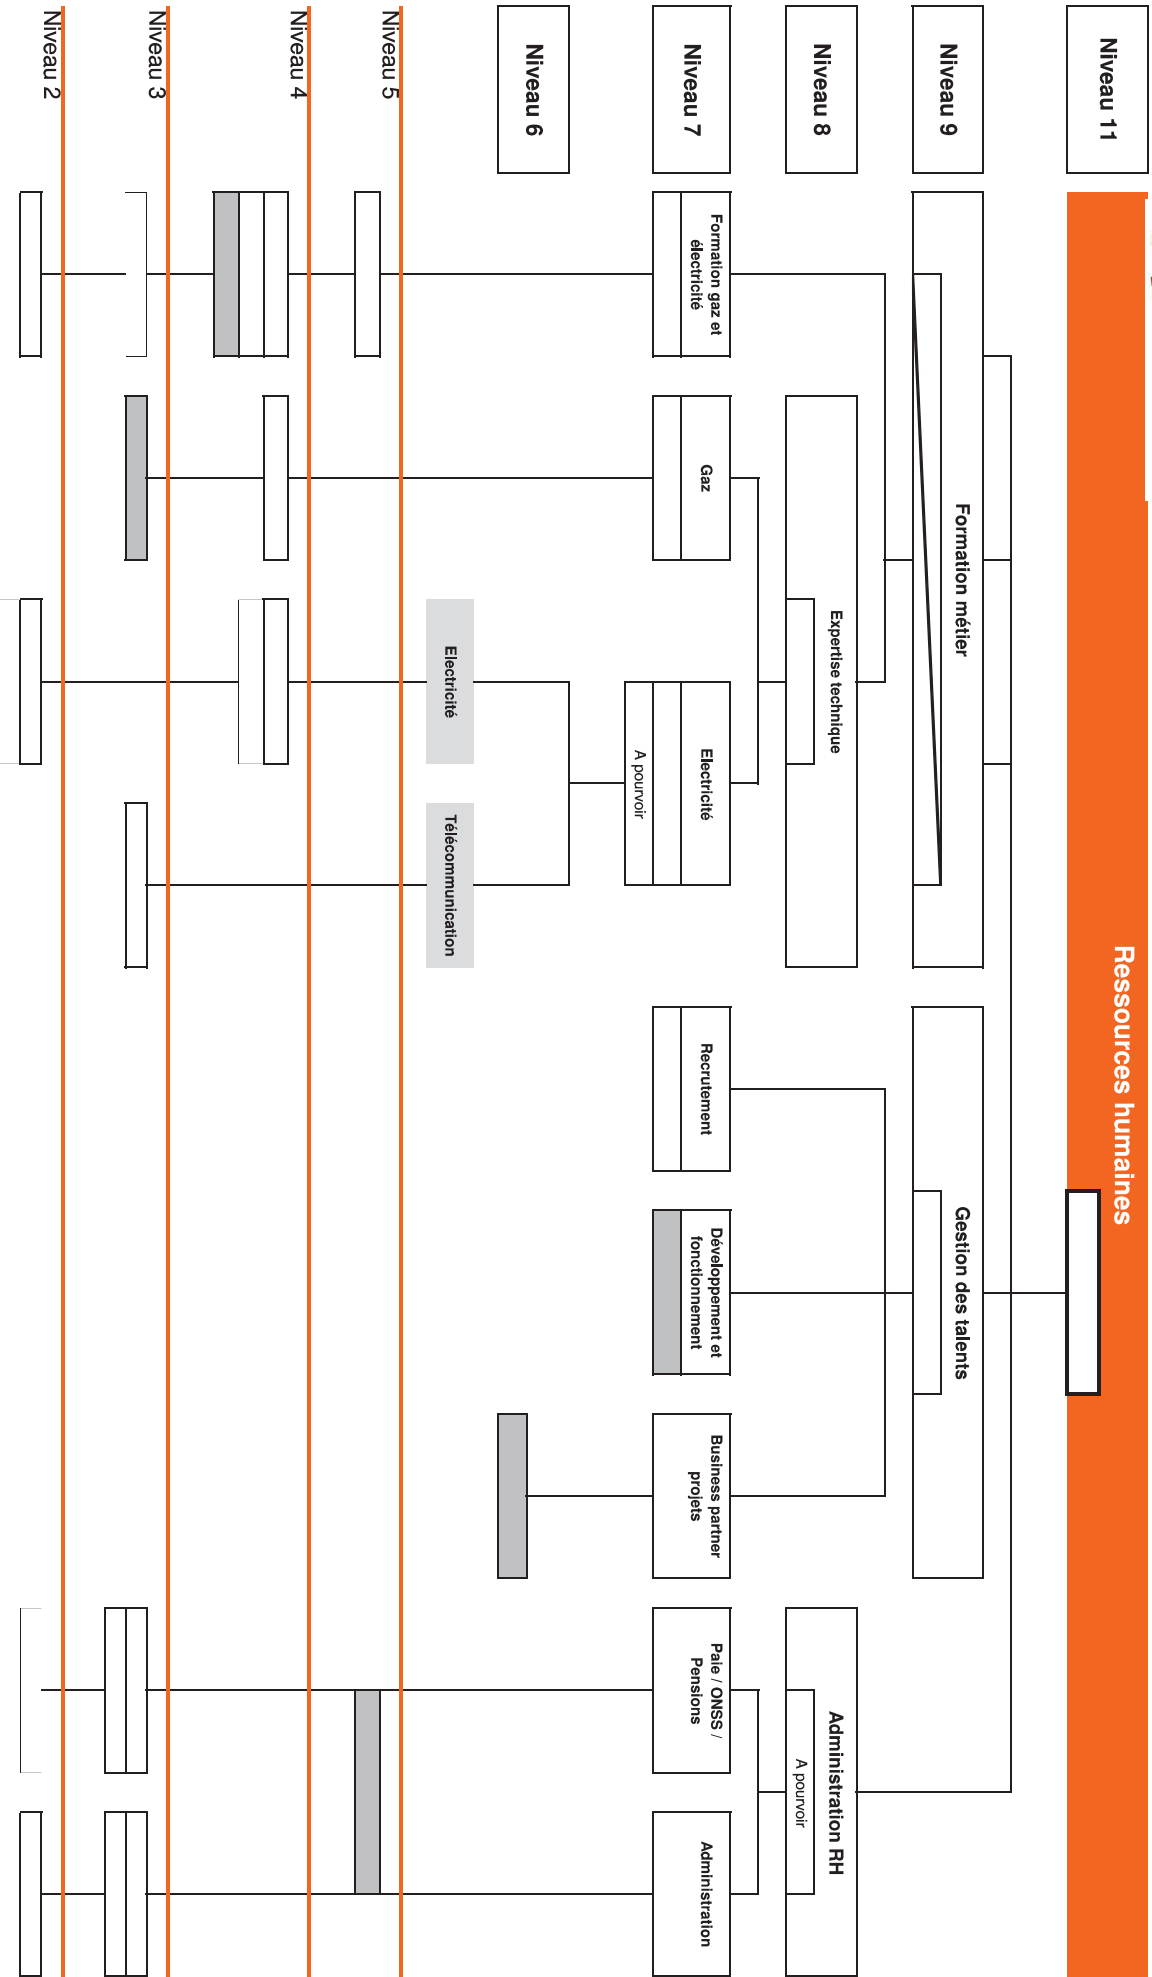 Ressources humaines
Niveau 11
Niveau 9
Formation métier
Gestion des talents
Niveau 8
Expertise technique
Administration RH
A pourvoir
Niveau 7
Formation gaz et
électricité
Gaz
Electricité
A pourvoir
Recrutement
Développement et
fonctionnement
Business partner
projets
Paie / ONSS /
Pensions
Administration
Niveau 6
Electricité
Télécommunication
Niveau 5
Niveau 4
Niveau 3
Niveau 2